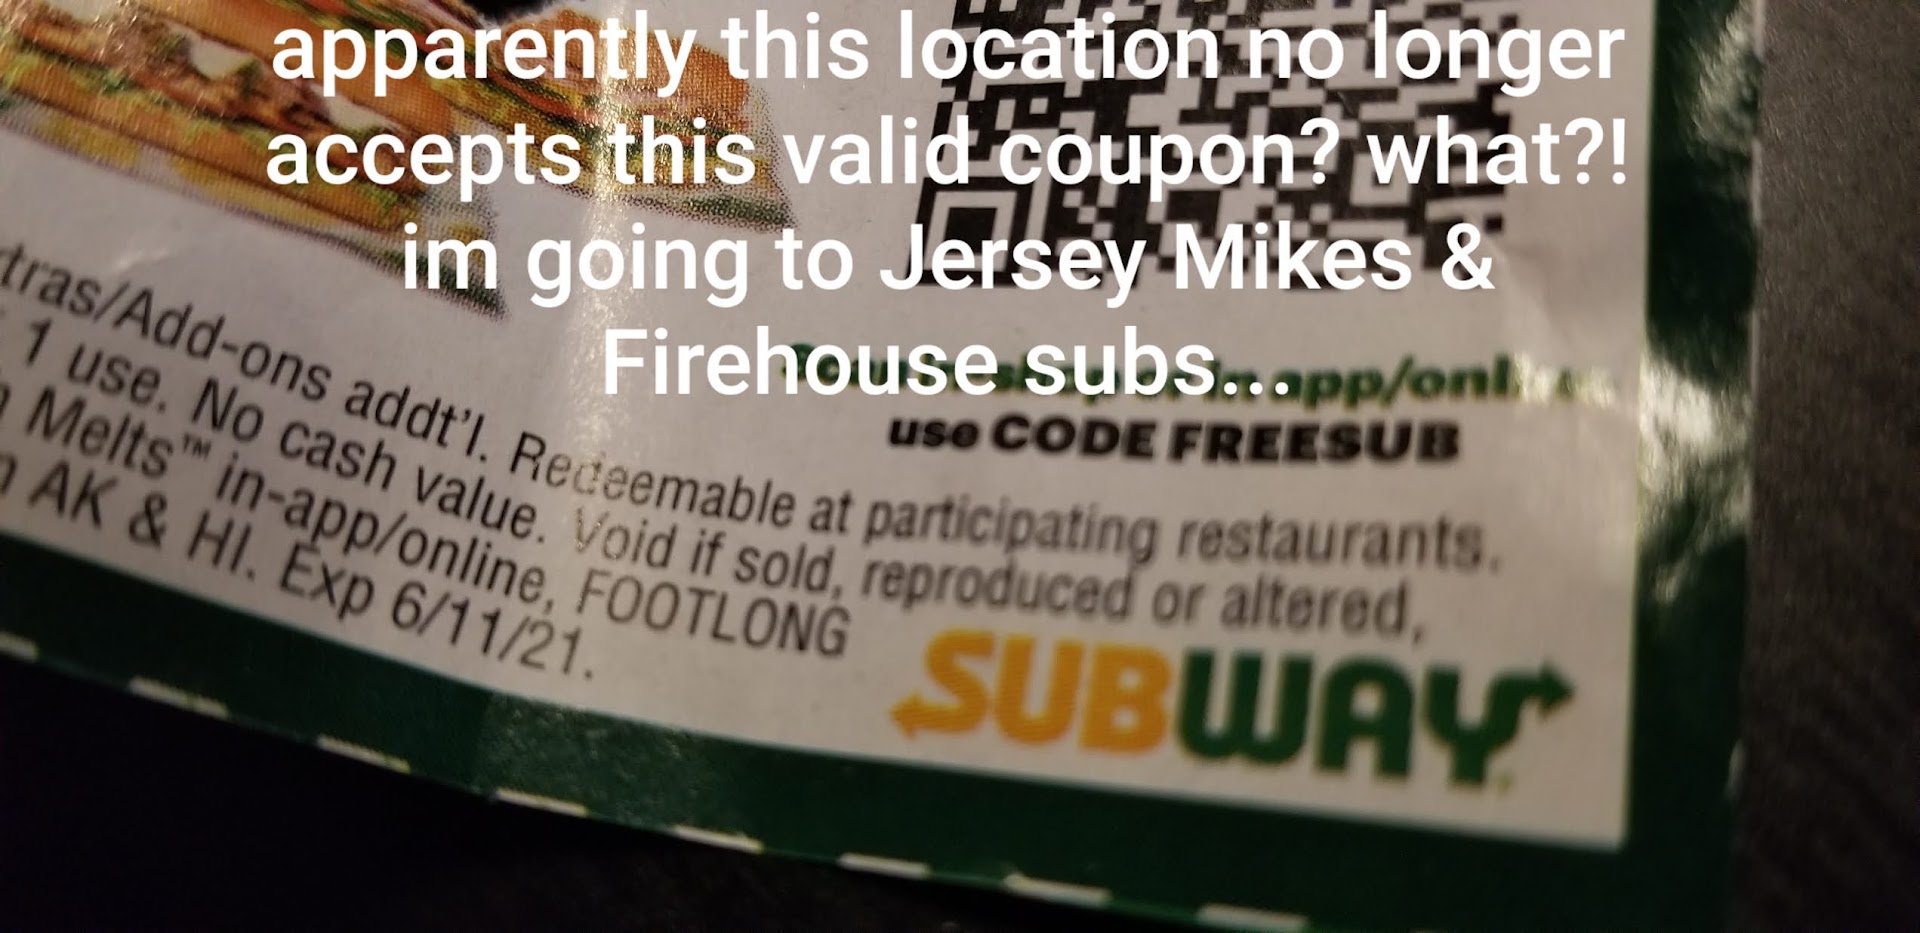 apparently this location no longer
accepts this valid coupon? what?!
im going to Jersey Mikes &
Firehouse subs...
app/onl
use CODE FREESUB
tras/Add-ons addt'l. Redeemable at participating restaurants.
1 use. No cash value. Void if sold, reproduced or altered,
Melts™ in-app/online, FOOTLONG
AK & HI. Exp 6/11/21.
SUBWAY